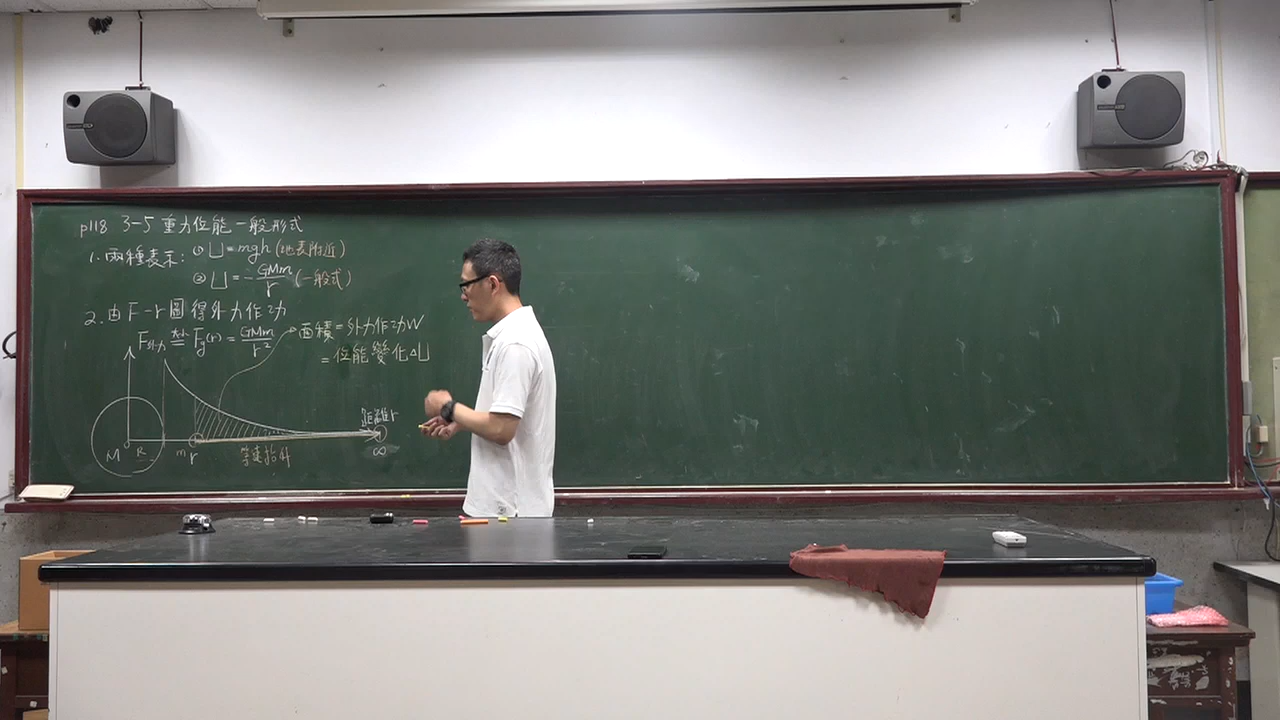 p118 3-5 重力位能一般形式
1. 兩種表示: ① U = mgh (地表附近)
② U = - GMm/r (一般式)
2. 由 F-r 圖得外力作功
F外力 = Fg(r) = GMm/r²
面積 = 外力作功W
= 位能變化ΔU
距離r
M R m r ∞
等速抬升